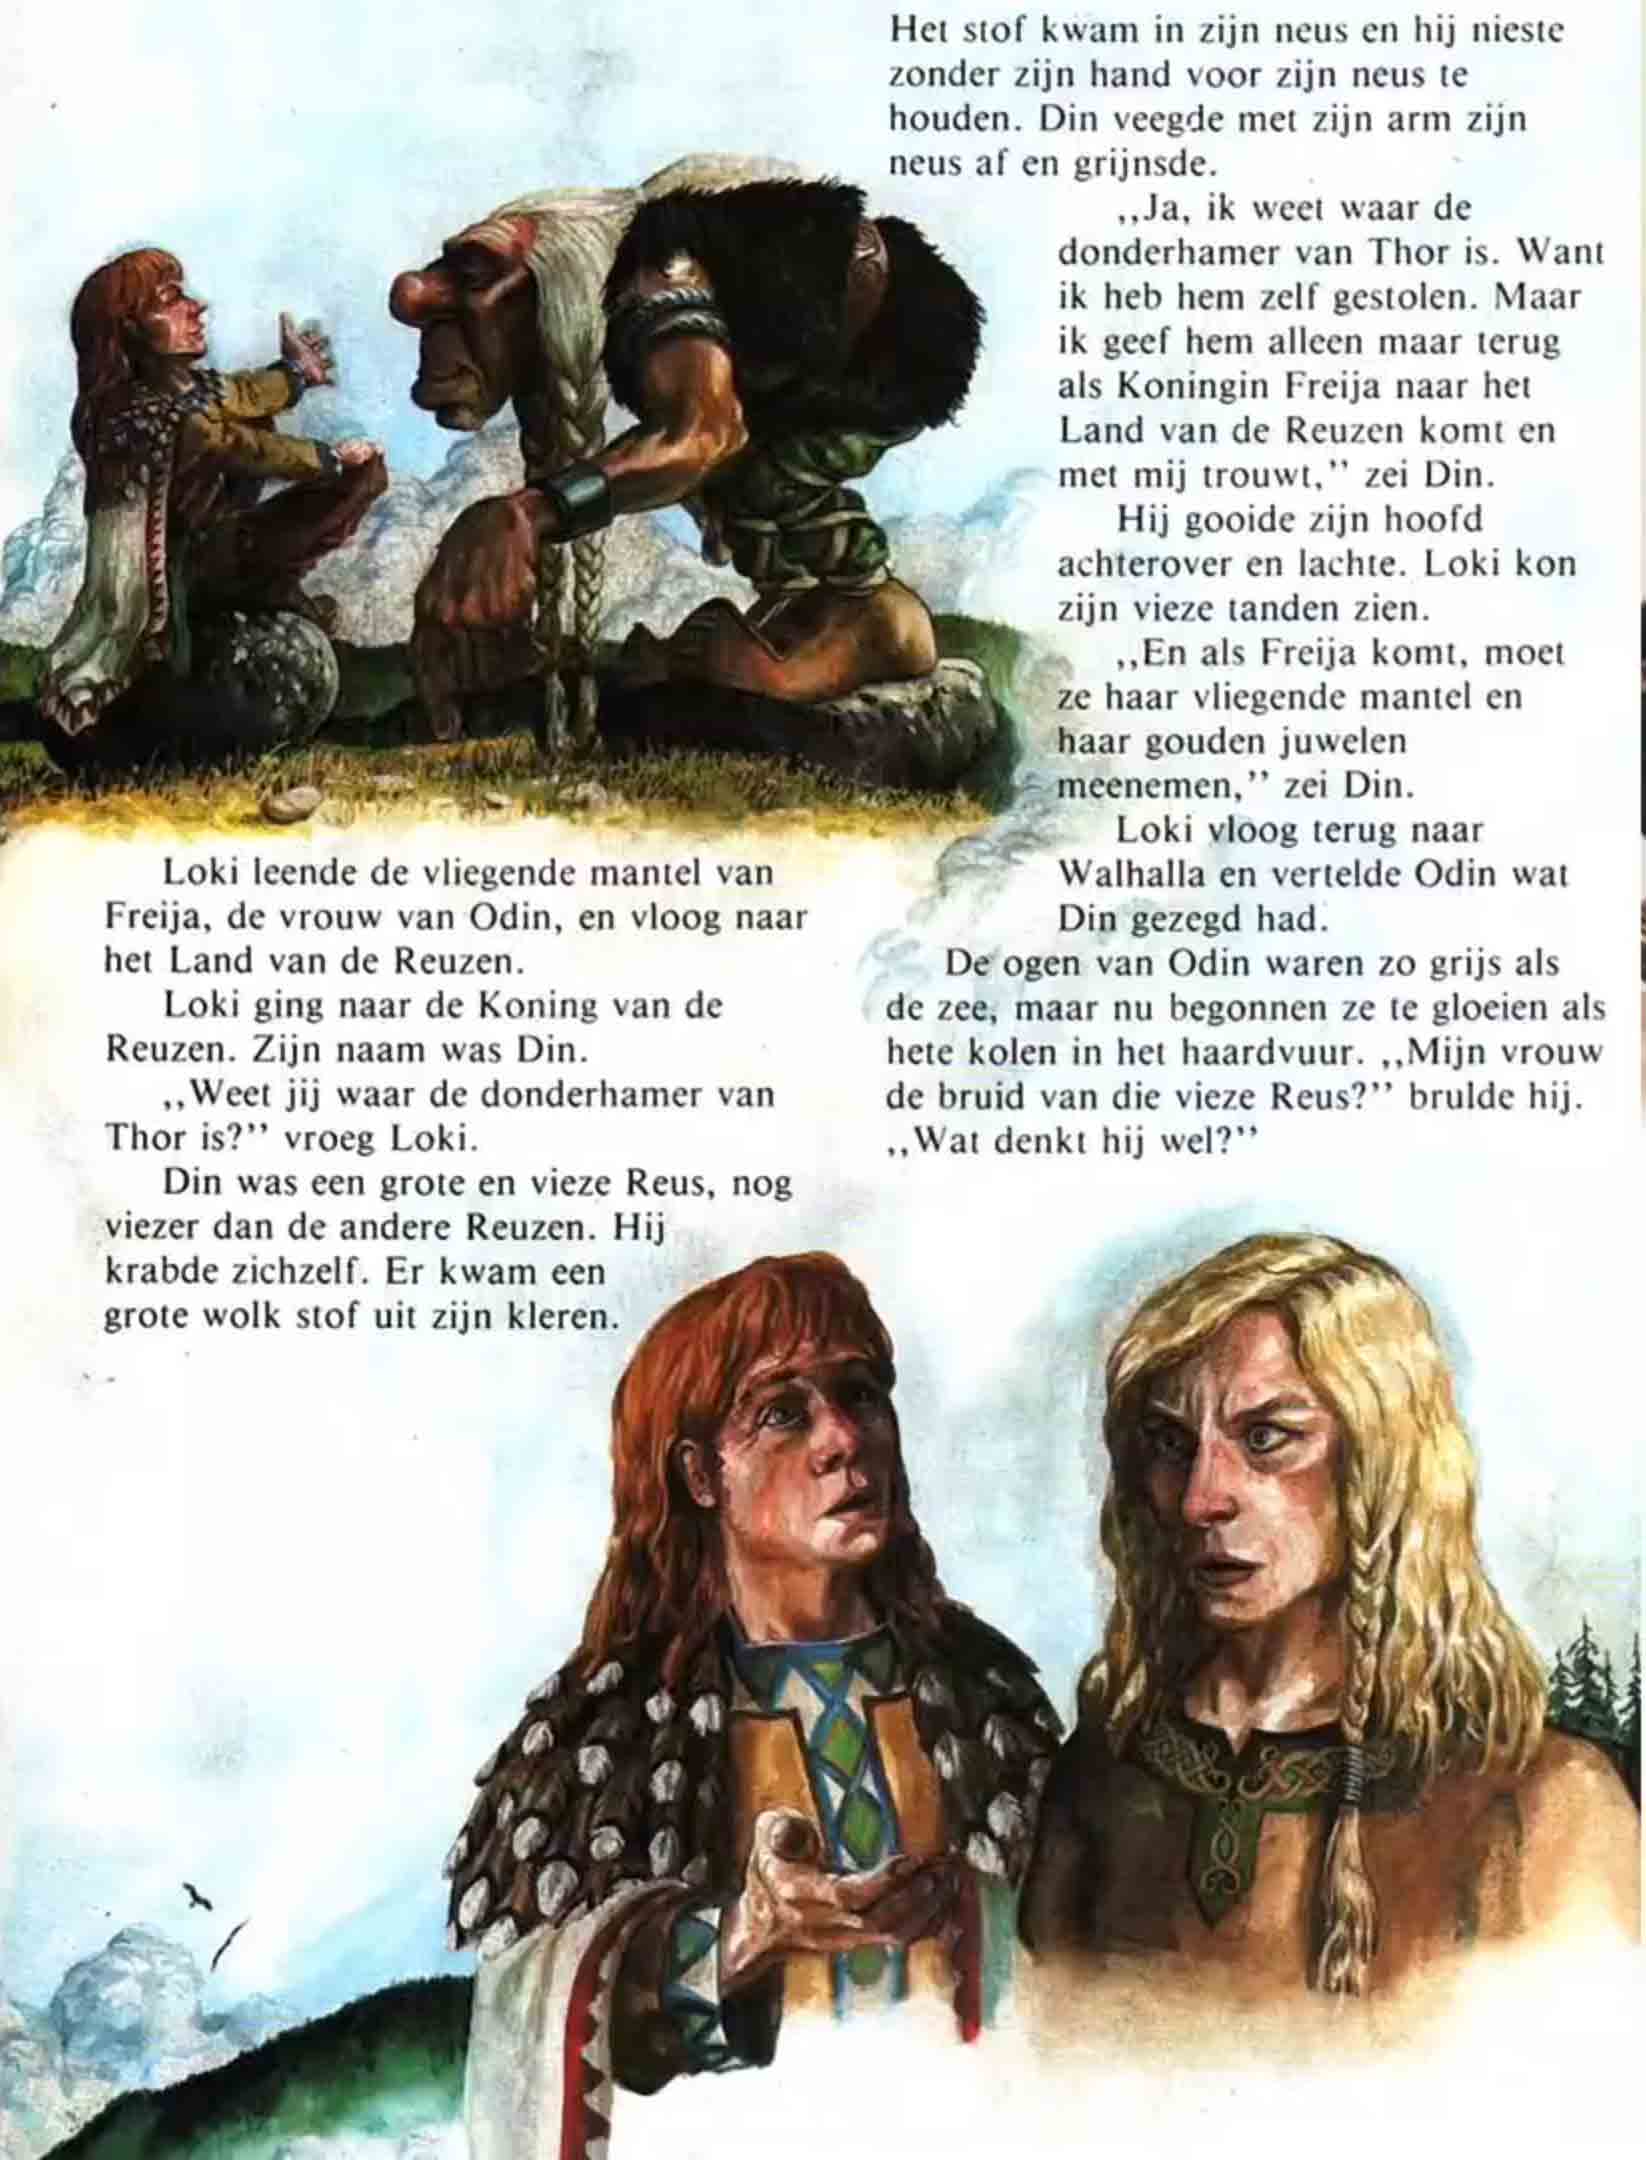 Loki leende de vliegende mantel van
Freija, de vrouw van Odin, en vloog naar
het Land van de Reuzen.
Loki ging naar de Koning van de
Reuzen. Zijn naam was Din.
,,Weet jij waar de donderhamer van
Thor is?'' vroeg Loki.
Din was een grote en vieze Reus, nog
viezer dan de andere Reuzen. Hij
krabde zichzelf. Er kwam een
grote wolk stof uit zijn kleren.
Het stof kwam in zijn neus en hij nieste
zonder zijn hand voor zijn neus te
houden. Din veegde met zijn arm zijn
neus af en grijnsde.
,,Ja, ik weet waar de
donderhamer van Thor is. Want
ik heb hem zelf gestolen. Maar
ik geef hem alleen maar terug
als Koningin Freija naar het
Land van de Reuzen komt en
met mij trouwt,'' zei Din.
Hij gooide zijn hoofd
achterover en lachte. Loki kon
zijn vieze tanden zien.
,,En als Freija komt, moet
ze haar vliegende mantel en
haar gouden juwelen
meenemen,'' zei Din.
Loki vloog terug naar
Walhalla en vertelde Odin wat
Din gezegd had.
De ogen van Odin waren zo grijs als
de zee, maar nu begonnen ze te gloeien als
hete kolen in het haardvuur. ,,Mijn vrouw
de bruid van die vieze Reus?'' brulde hij.
,,Wat denkt hij wel?''